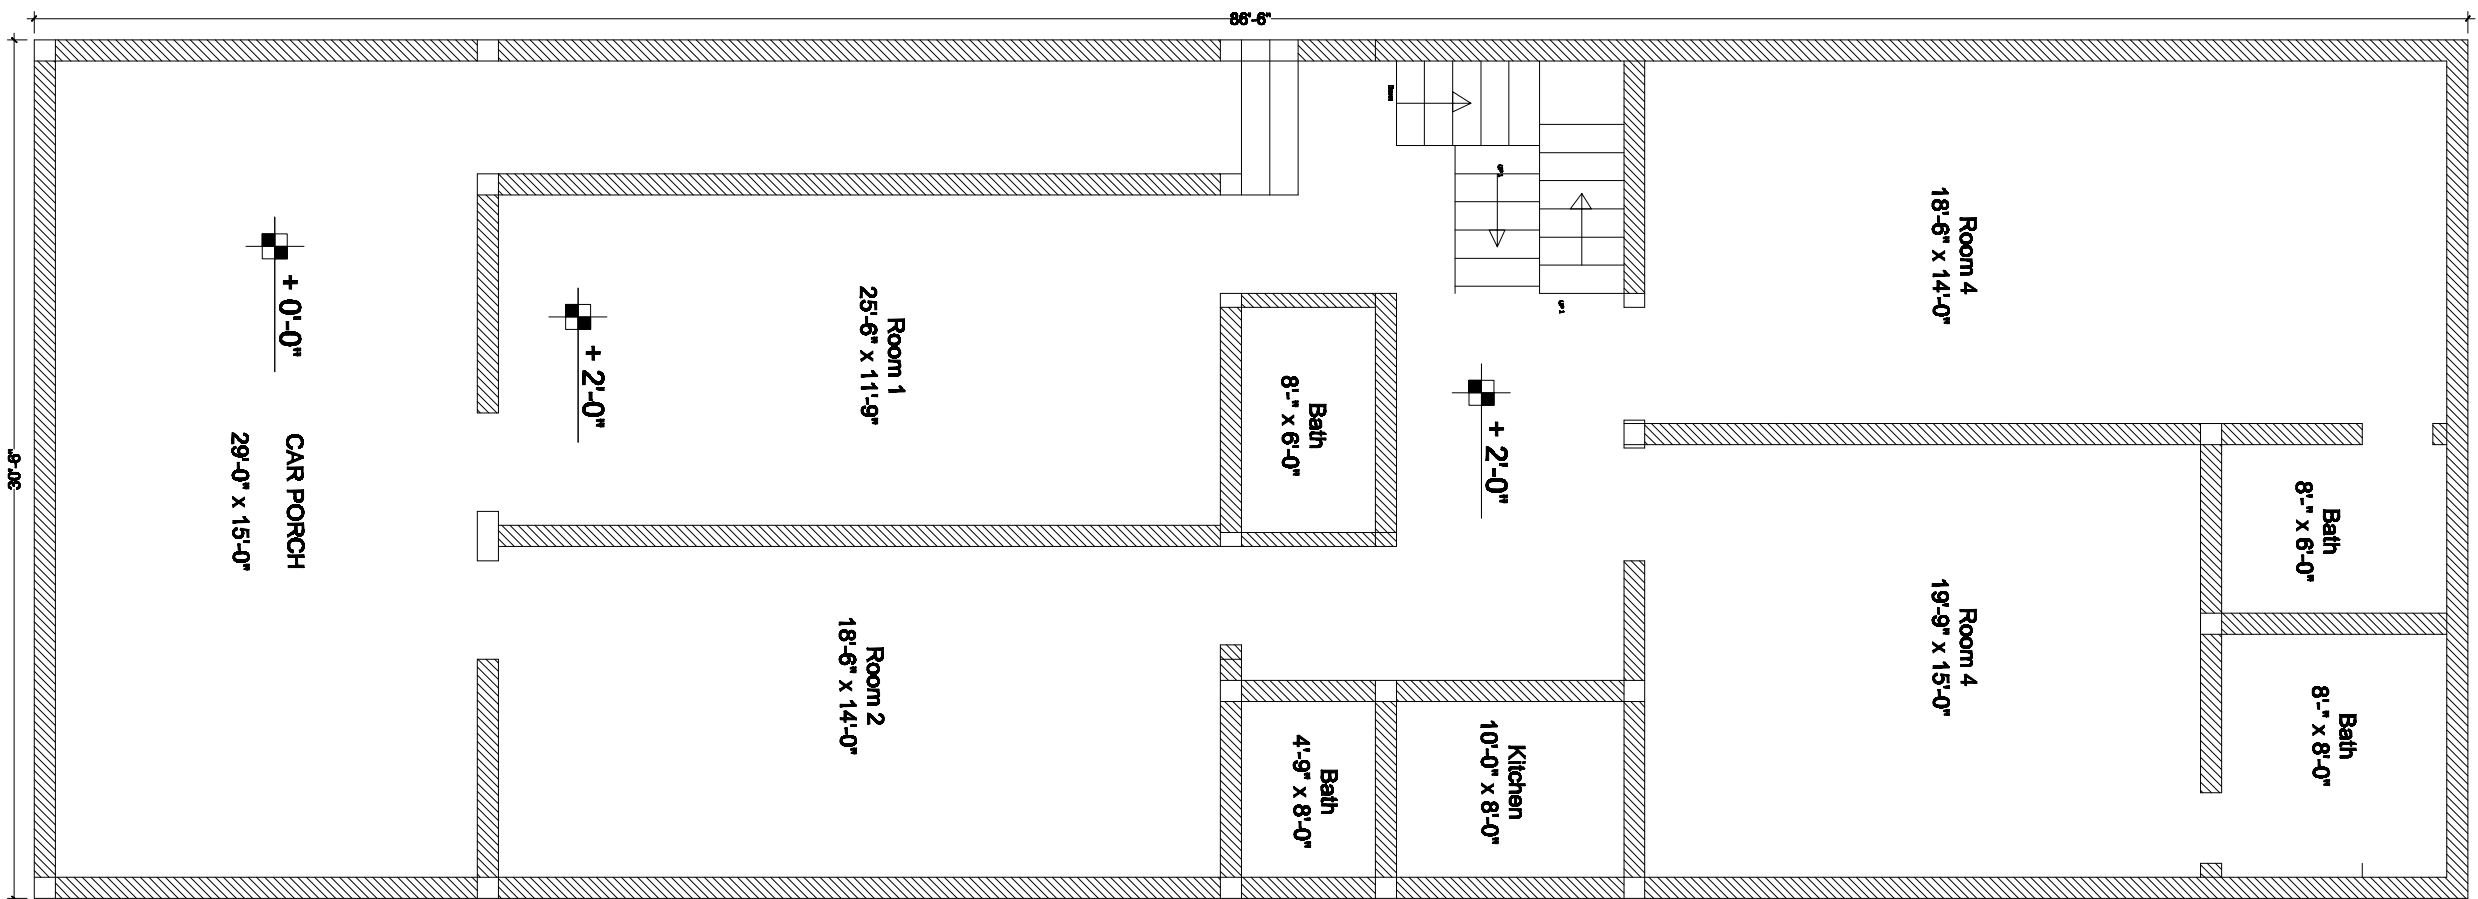 86'-6"
30'-6"
+ 0'-0"
CAR PORCH
29'-0" x 15'-0"
+ 2'-0"
Room 1
25'-6" x 11'-9"
Room 2
18'-6" x 14'-0"
Bath
8'-" x 6'-0"
Bath
4'-9" x 8'-0"
Kitchen
10'-0" x 8'-0"
+ 2'-0"
Room 4
18'-6" x 14'-0"
Room 4
19'-9" x 15'-0"
Bath
8'-" x 6'-0"
Bath
8'-" x 8'-0"